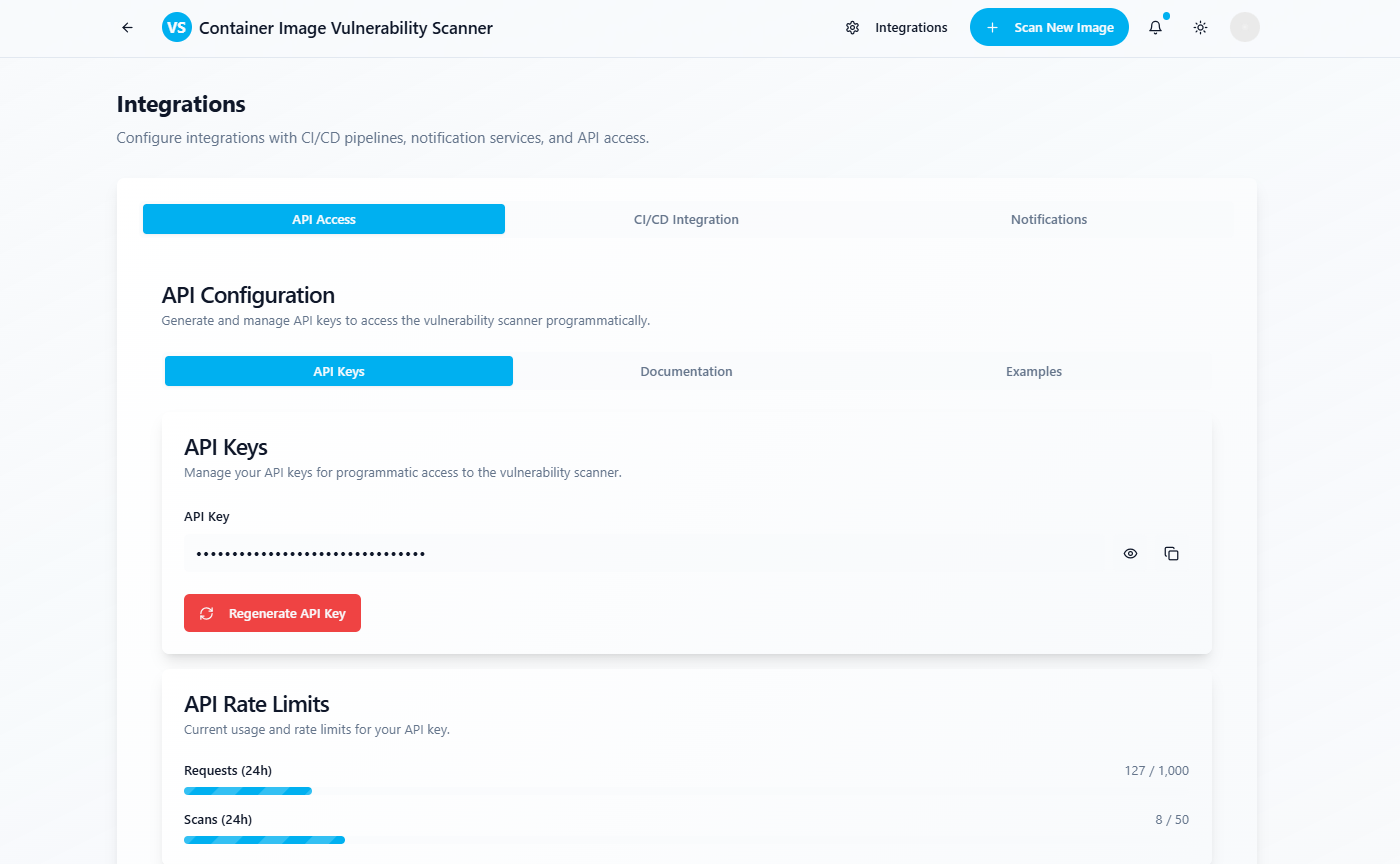 VS Container Image Vulnerability Scanner
Integrations
Scan New Image
Integrations
Configure integrations with CI/CD pipelines, notification services, and API access.
API Access
CI/CD Integration
Notifications
API Configuration
Generate and manage API keys to access the vulnerability scanner programmatically.
API Keys
Documentation
Examples
API Keys
Manage your API keys for programmatic access to the vulnerability scanner.
API Key
••••••••••••••••••••••••••••••••
Regenerate API Key
API Rate Limits
Current usage and rate limits for your API key.
Requests (24h)
127 / 1,000
Scans (24h)
8 / 50